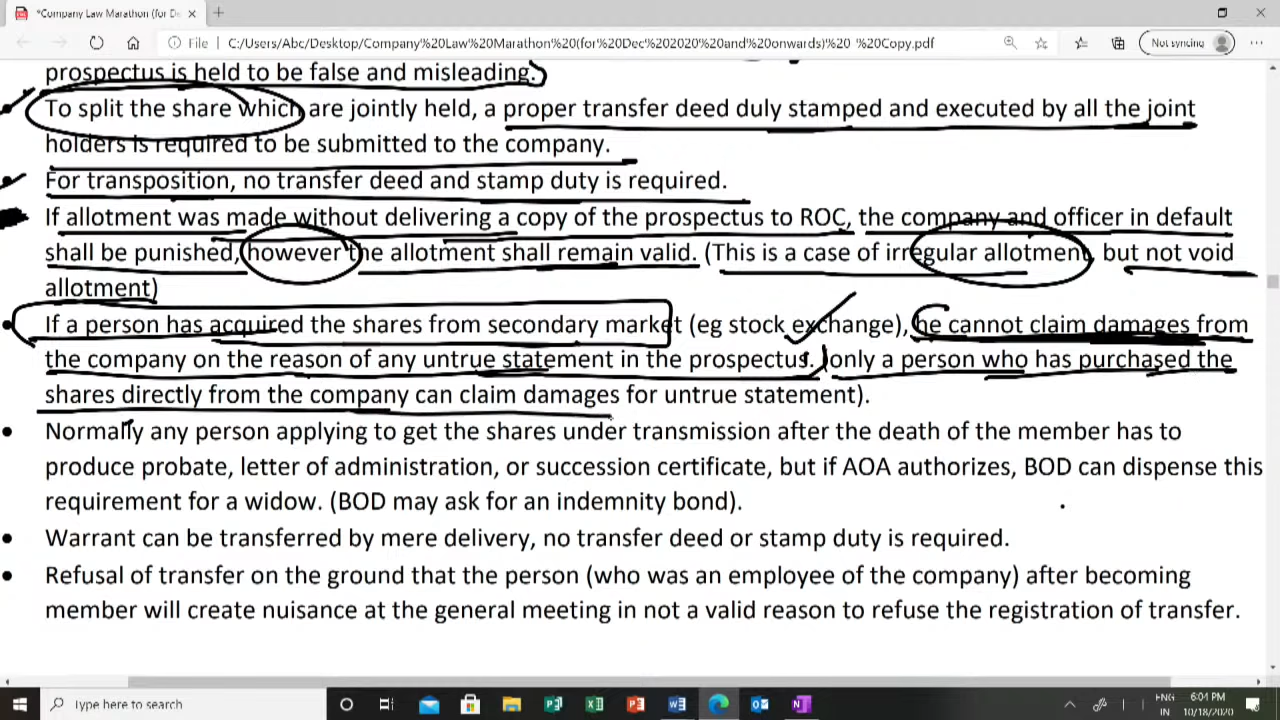 *Company Law Marathon (for De
File
C:/Users/Abc/Desktop/Company%20Law%20Marathon%20(for%20Dec%202020%20and%20onwards)%20 %20Copy.pdf
Not syncing
prospectus is held to be false and misleading.
To split the share which are jointly held, a proper transfer deed duly stamped and executed by all the joint
holders is required to be submitted to the company.
For transposition, no transfer deed and stamp duty is required.
If allotment was made without delivering a copy of the prospectus to ROC, the company and officer in default
shall be punished, however the allotment shall remain valid. (This is a case of irregular allotment, but not void
allotment)
If a person has acquired the shares from secondary market (eg stock exchange), he cannot claim damages from
the company on the reason of any untrue statement in the prospectus. (only a person who has purchased the
shares directly from the company can claim damages for untrue statement).
Normally any person applying to get the shares under transmission after the death of the member has to
produce probate, letter of administration, or succession certificate, but if AOA authorizes, BOD can dispense this
requirement for a widow. (BOD may ask for an indemnity bond).
Warrant can be transferred by mere delivery, no transfer deed or stamp duty is required.
Refusal of transfer on the ground that the person (who was an employee of the company) after becoming
member will create nuisance at the general meeting in not a valid reason to refuse the registration of transfer.
Type here to search
ENG
IN
6:04 PM
10/18/2020